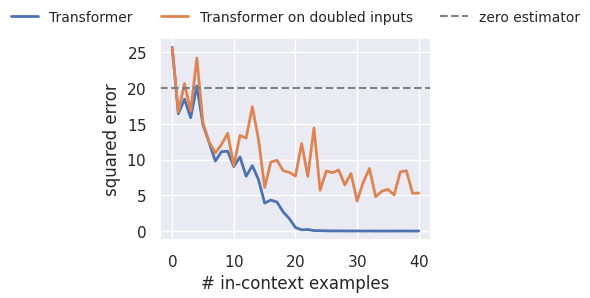 Transformer
Transformer on doubled inputs
zero estimator
25
20
15
10
5
0
squared error
0
10
20
30
40
# in-context examples